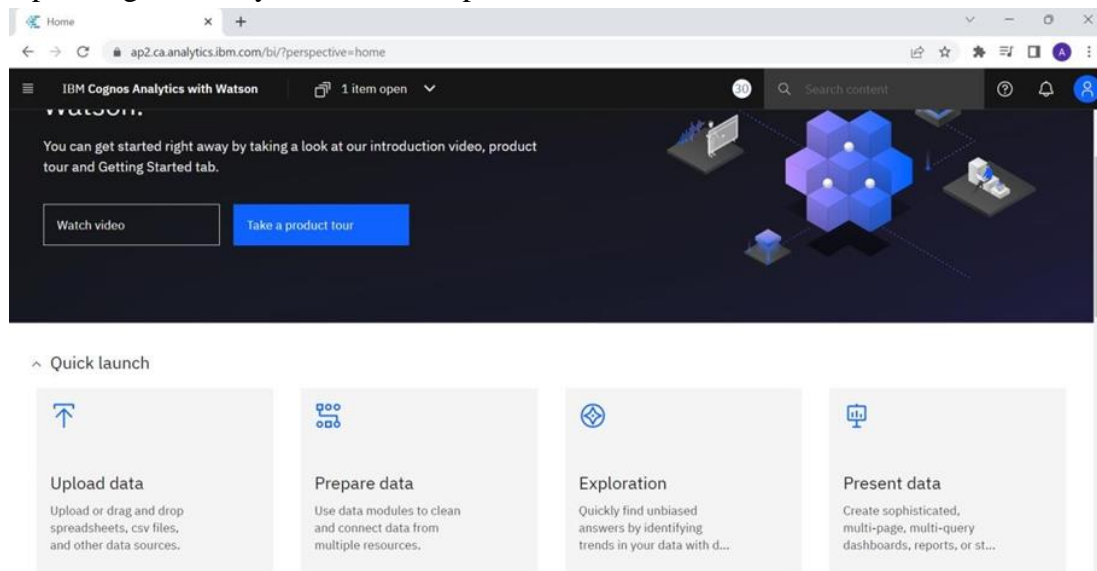 Home
ap2.ca.analytics.ibm.com/bi/?perspective=home
A
IBM Cognos Analytics with Watson
1 item open
30
Search content
Watson.
You can get started right away by taking a look at our introduction video, product
tour and Getting Started tab.
Watch video
Take a product tour
Quick launch
Upload data
Upload or drag and drop
spreadsheets, csv files,
and other data sources.
Prepare data
Use data modules to clean
and connect data from
multiple resources.
Exploration
Quickly find unbiased
answers by identifying
trends in your data with d...
Present data
Create sophisticated,
multi-page, multi-query
dashboards, reports, or st...